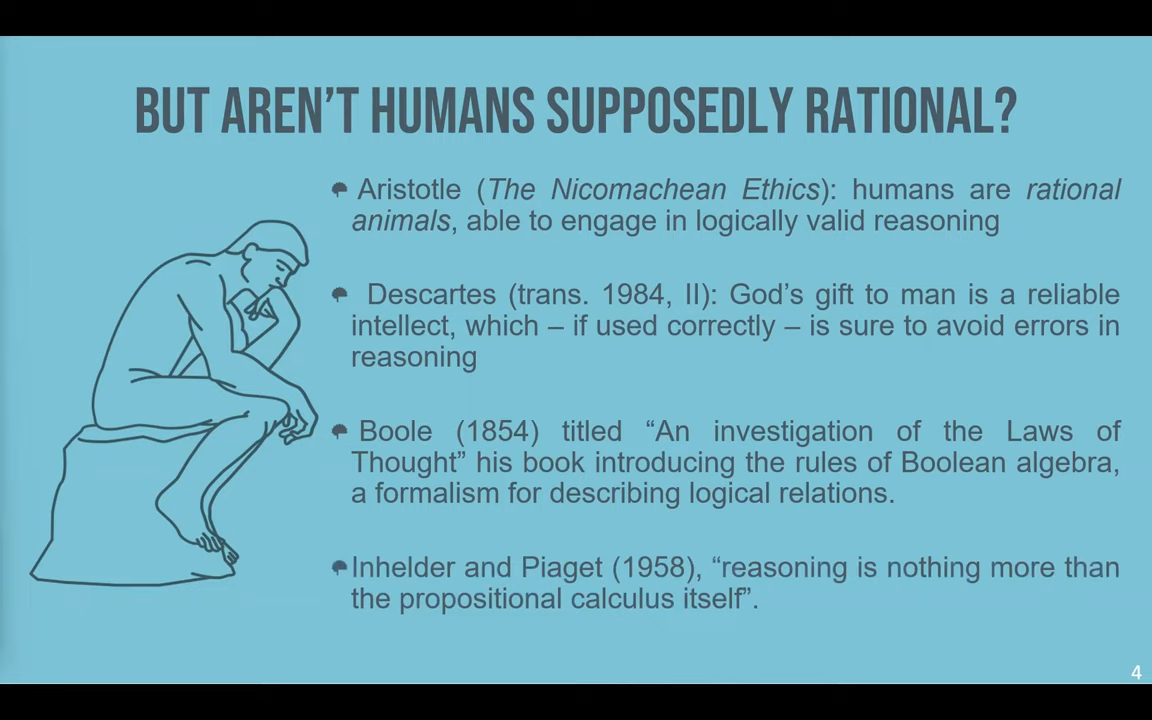 BUT AREN’T HUMANS SUPPOSEDLY RATIONAL?
Aristotle (The Nicomachean Ethics): humans are rational
animals, able to engage in logically valid reasoning
Descartes (trans. 1984, II): God’s gift to man is a reliable
intellect, which – if used correctly – is sure to avoid errors in
reasoning
Boole (1854) titled “An investigation of the Laws of
Thought” his book introducing the rules of Boolean algebra,
a formalism for describing logical relations.
Inhelder and Piaget (1958), “reasoning is nothing more than
the propositional calculus itself”.
4